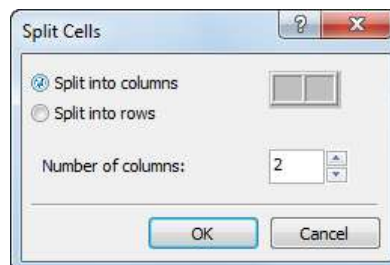 Split Cells
Split into columns
Split into rows
Number of columns:
2
OK
Cancel